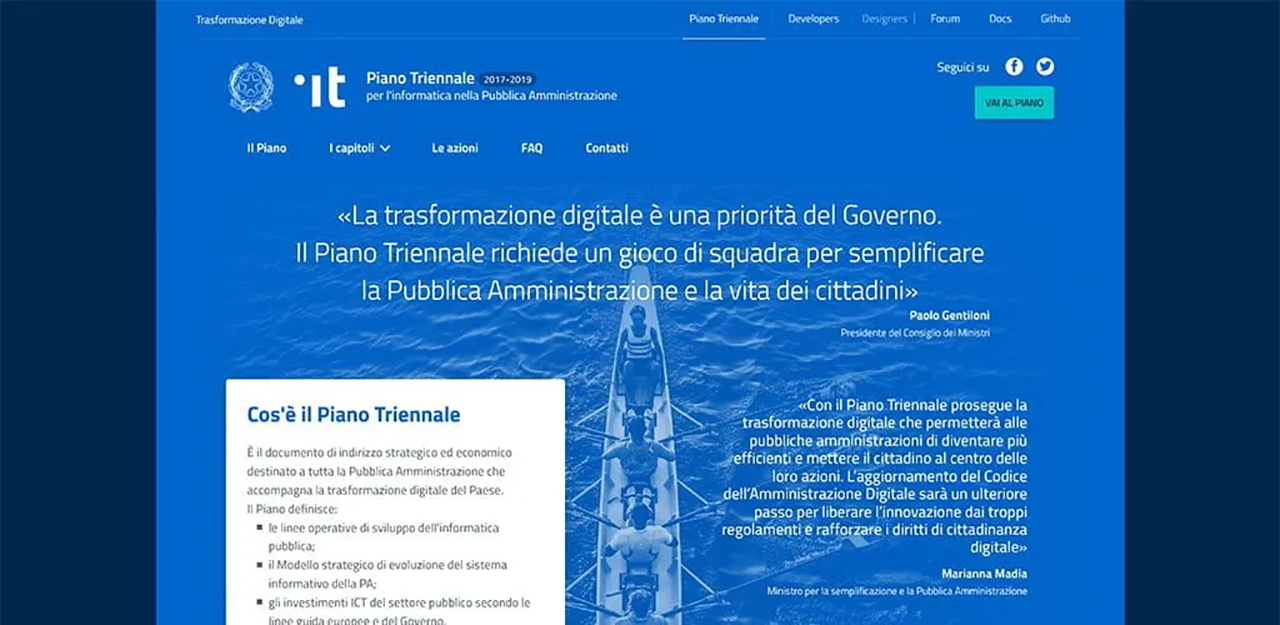 Trasformazione Digitale
Piano Triennale
Developers
Designers
Forum
Docs
Github
it
Piano Triennale 2017-2019
per l'informatica nella Pubblica Amministrazione
Seguici su
VAI AL PIANO
Il Piano
I capitoli
Le azioni
FAQ
Contatti
«La trasformazione digitale è una priorità del Governo.
Il Piano Triennale richiede un gioco di squadra per semplificare
la Pubblica Amministrazione e la vita dei cittadini»
Paolo Gentiloni
Presidente del Consiglio dei Ministri
Cos'è il Piano Triennale
È il documento di indirizzo strategico ed economico
destinato a tutta la Pubblica Amministrazione che
accompagna la trasformazione digitale del Paese.
Il Piano definisce:
le linee operative di sviluppo dell'informatica
pubblica;
il Modello strategico di evoluzione del sistema
informativo della PA;
gli investimenti ICT del settore pubblico secondo le
linee guida europee e del Governo.
«Con il Piano Triennale prosegue la
trasformazione digitale che permetterà alle
pubbliche amministrazioni di diventare più
efficienti e mettere il cittadino al centro delle
loro azioni. L'aggiornamento del Codice
dell'Amministrazione Digitale sarà un ulteriore
passo per liberare l'innovazione dai troppi
regolamenti e rafforzare i diritti di cittadinanza
digitale»
Marianna Madia
Ministro per la semplificazione e la Pubblica Amministrazione